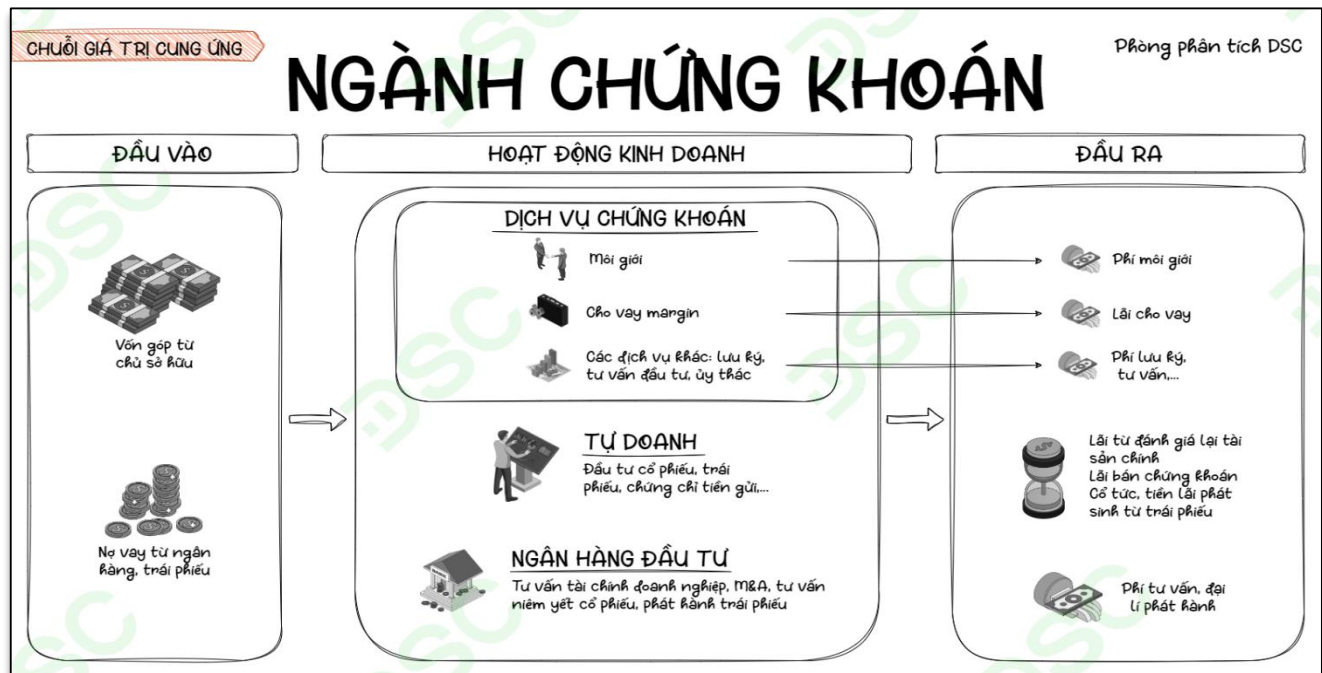 CHUỖI GIÁ TRỊ CUNG ỨNG
Phòng phân tích DSC
NGÀNH CHỨNG KHOÁN
ĐẦU VÀO
HOẠT ĐỘNG KINH DOANH
ĐẦU RA
Vốn góp từ
chủ sở hữu
Nợ vay từ ngân
hàng, trái phiếu
DỊCH VỤ CHỨNG KHOÁN
Môi giới
Cho vay margin
Các dịch vụ khác: lưu ký,
tư vấn đầu tư, ủy thác
TỰ DOANH
Đầu tư cổ phiếu, trái
phiếu, chứng chỉ tiền gửi,...
NGÂN HÀNG ĐẦU TƯ
Tư vấn tài chính doanh nghiệp, M&A, tư vấn
niêm yết cổ phiếu, phát hành trái phiếu
Phí môi giới
Lãi cho vay
Phí lưu ký,
tư vấn,...
Lãi từ đánh giá lại tài
sản chính
Lãi bán chứng khoán
Cổ tức, tiền lãi phát
sinh từ trái phiếu
Phí tư vấn, đại
lí phát hành
DSC